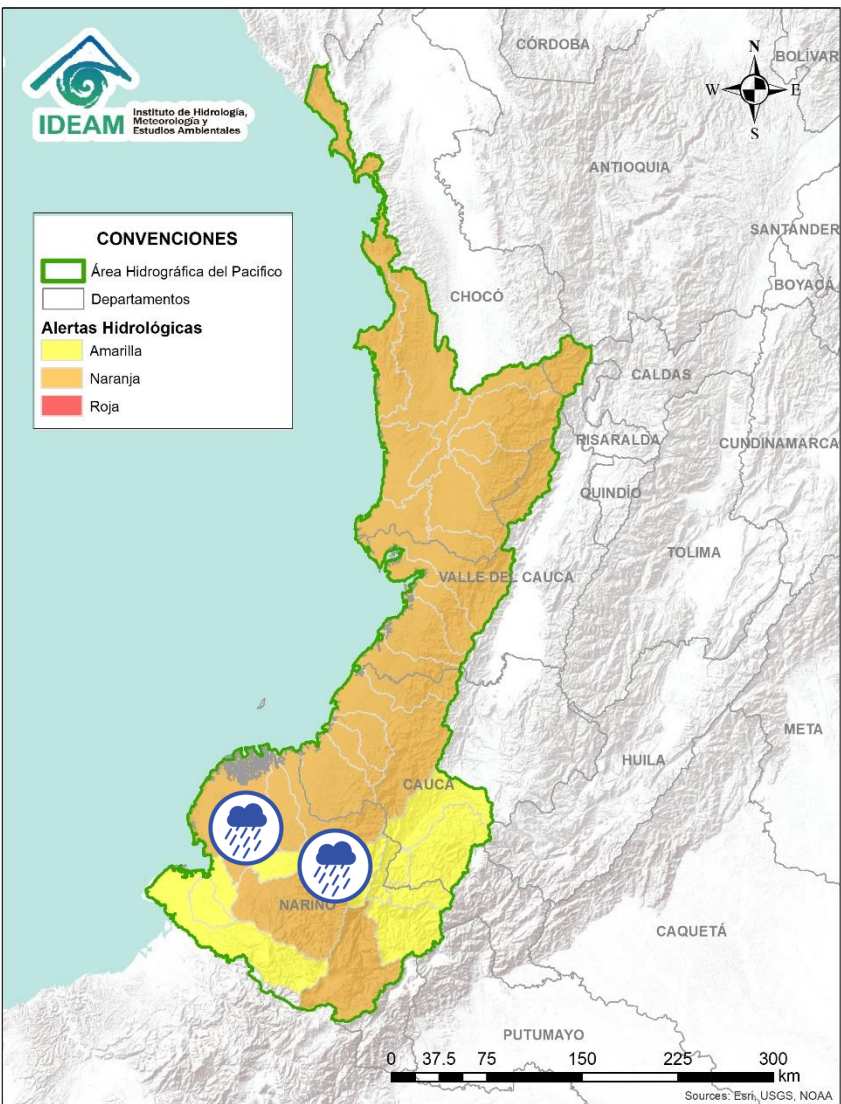 IDEAM
Instituto de Hidrología,
Meteorología y
Estudios Ambientales
CÓRDOBA
BOLÍVAR
N
W
E
S
ANTIOQUIA
SANTANDER
CONVENCIONES
Área Hidrográfica del Pacifico
Departamentos
Alertas Hidrológicas
Amarilla
Naranja
Roja
BOYACÁ
CHOCÓ
CALDAS
RISARALDA
CUNDINAMARCA
QUINDÍO
TOLIMA
VALLE DEL CAUCA
META
HUILA
CAUCA
NARIÑO
CAQUETÁ
PUTUMAYO
0 37.5 75 150 225 300
km
Sources: Esri, USGS, NOAA